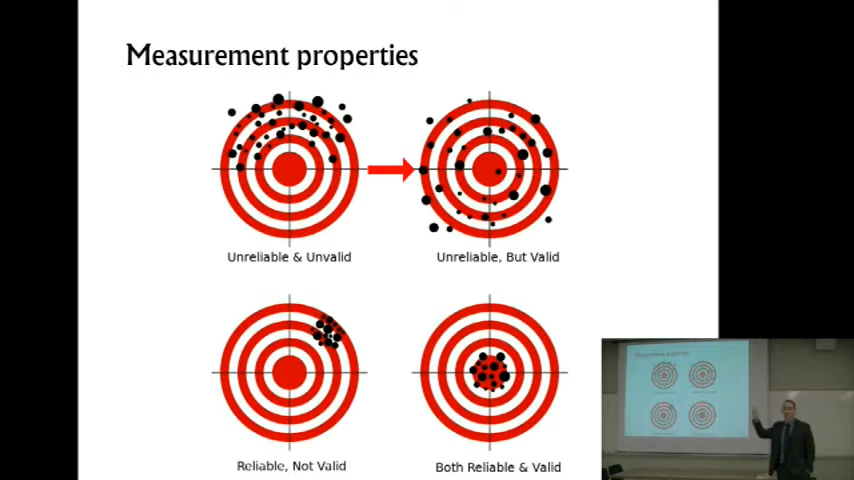 Measurement properties
Unreliable & Unvalid
Unreliable, But Valid
Reliable, Not Valid
Both Reliable & Valid